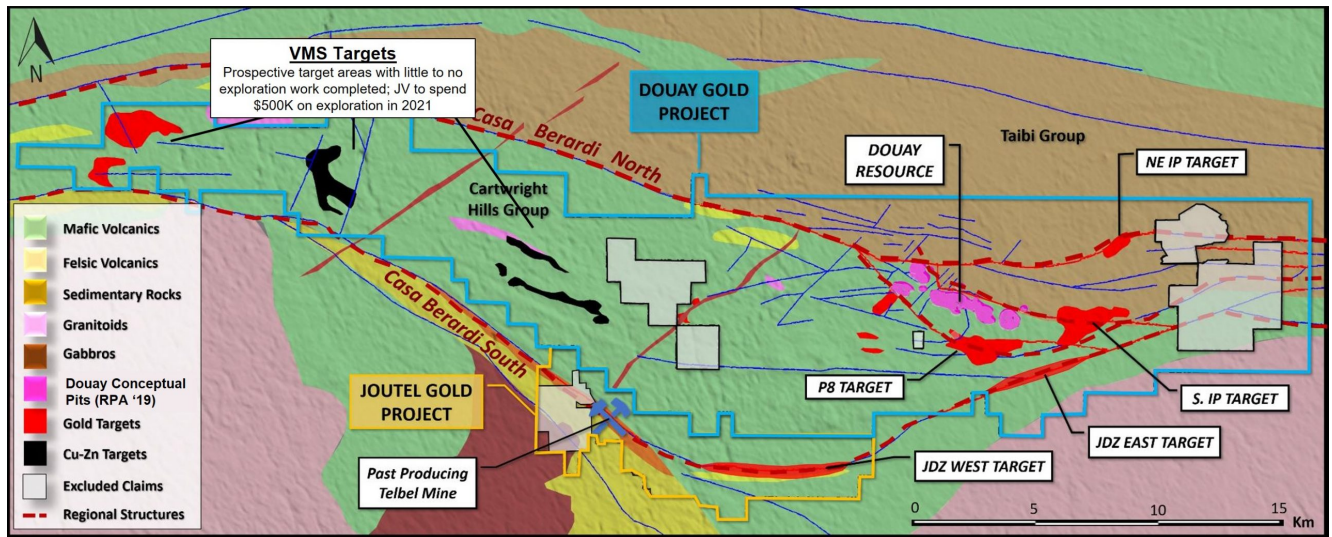 VMS Targets
Prospective target areas with little to no
exploration work completed; JV to spend
$500K on exploration in 2021
N
DOUAY GOLD
PROJECT
Casa Berardi North
Taibi Group
DOUAY
RESOURCE
NE IP TARGET
Cartwright
Hills Group
Mafic Volcanics
Felsic Volcanics
Sedimentary Rocks
Granitoids
Gabbros
Douay Conceptual
Pits (RPA ‘19)
Gold Targets
Cu-Zn Targets
Excluded Claims
Regional Structures
Casa Berardi South
JOUTEL GOLD
PROJECT
P8 TARGET
S. IP TARGET
JDZ EAST TARGET
JDZ WEST TARGET
Past Producing
Telbel Mine
0 5 10 15
Km